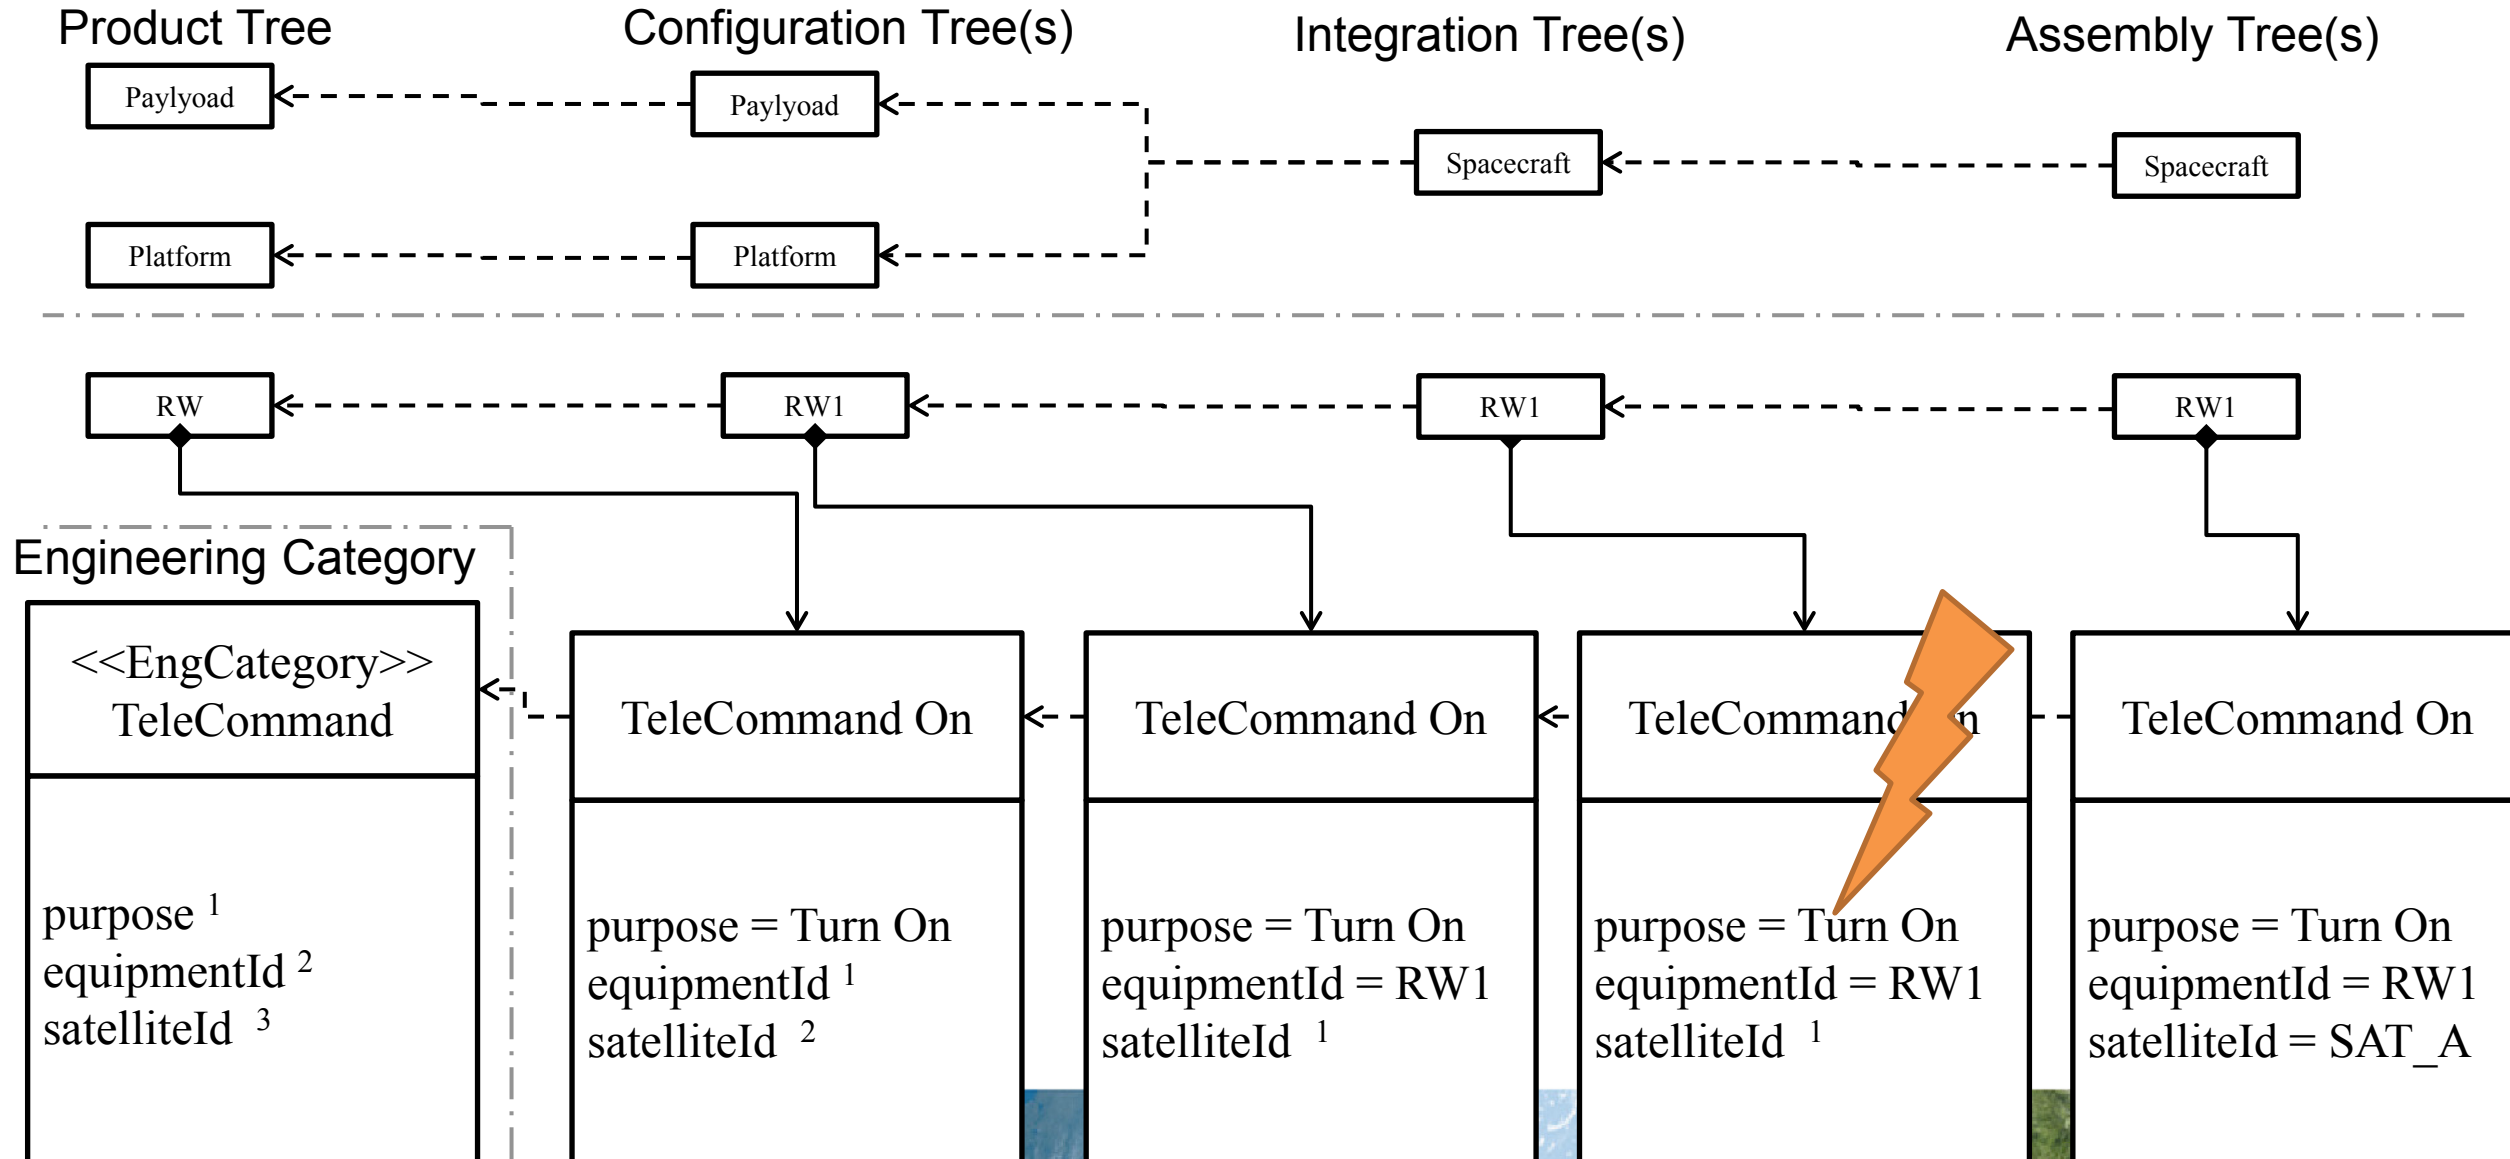 Product Tree
Configuration Tree(s)
Integration Tree(s)
Assembly Tree(s)
Paylyoad
Paylyoad
Spacecraft
Spacecraft
Platform
Platform
RW
RW1
RW1
RW1
Engineering Category
<<EngCategory>>
TeleCommand
purpose 1
equipmentId 2
satelliteId 3
TeleCommand On
purpose = Turn On
equipmentId 1
satelliteId 2
TeleCommand On
purpose = Turn On
equipmentId = RW1
satelliteId 1
TeleCommand On
purpose = Turn On
equipmentId = RW1
satelliteId 1
TeleCommand On
purpose = Turn On
equipmentId = RW1
satelliteId = SAT_A